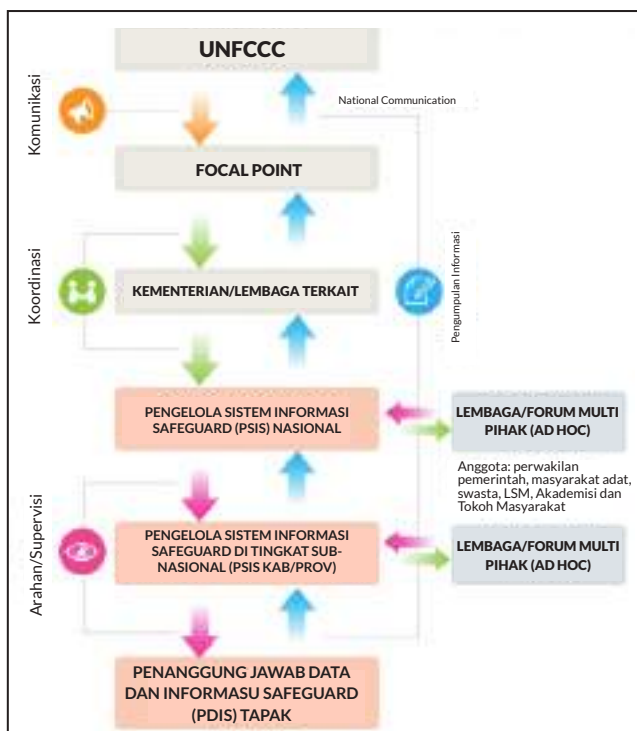 UNFCCC
National Communication
Komunikasi
FOCAL POINT
Koordinasi
KEMENTERIAN/LEMBAGA TERKAIT
Pengumpulan Informasi
PENGELOLA SISTEM INFORMASI
SAFEGUARD (PSIS) NASIONAL
LEMBAGA/FORUM MULTI
PIHAK (AD HOC)
Anggota: perwakilan
pemerintah, masyarakat adat,
swasta, LSM, Akademisi dan
Tokoh Masyarakat
Arahan/Supervisi
PENGELOLA SISTEM INFORMASI
SAFEGUARD DI TINGKAT SUB-
NASIONAL (PSIS KAB/PROV)
LEMBAGA/FORUM MULTI
PIHAK (AD HOC)
PENANGGUNG JAWAB DATA
DAN INFORMASU SAFEGUARD
(PDIS) TAPAK